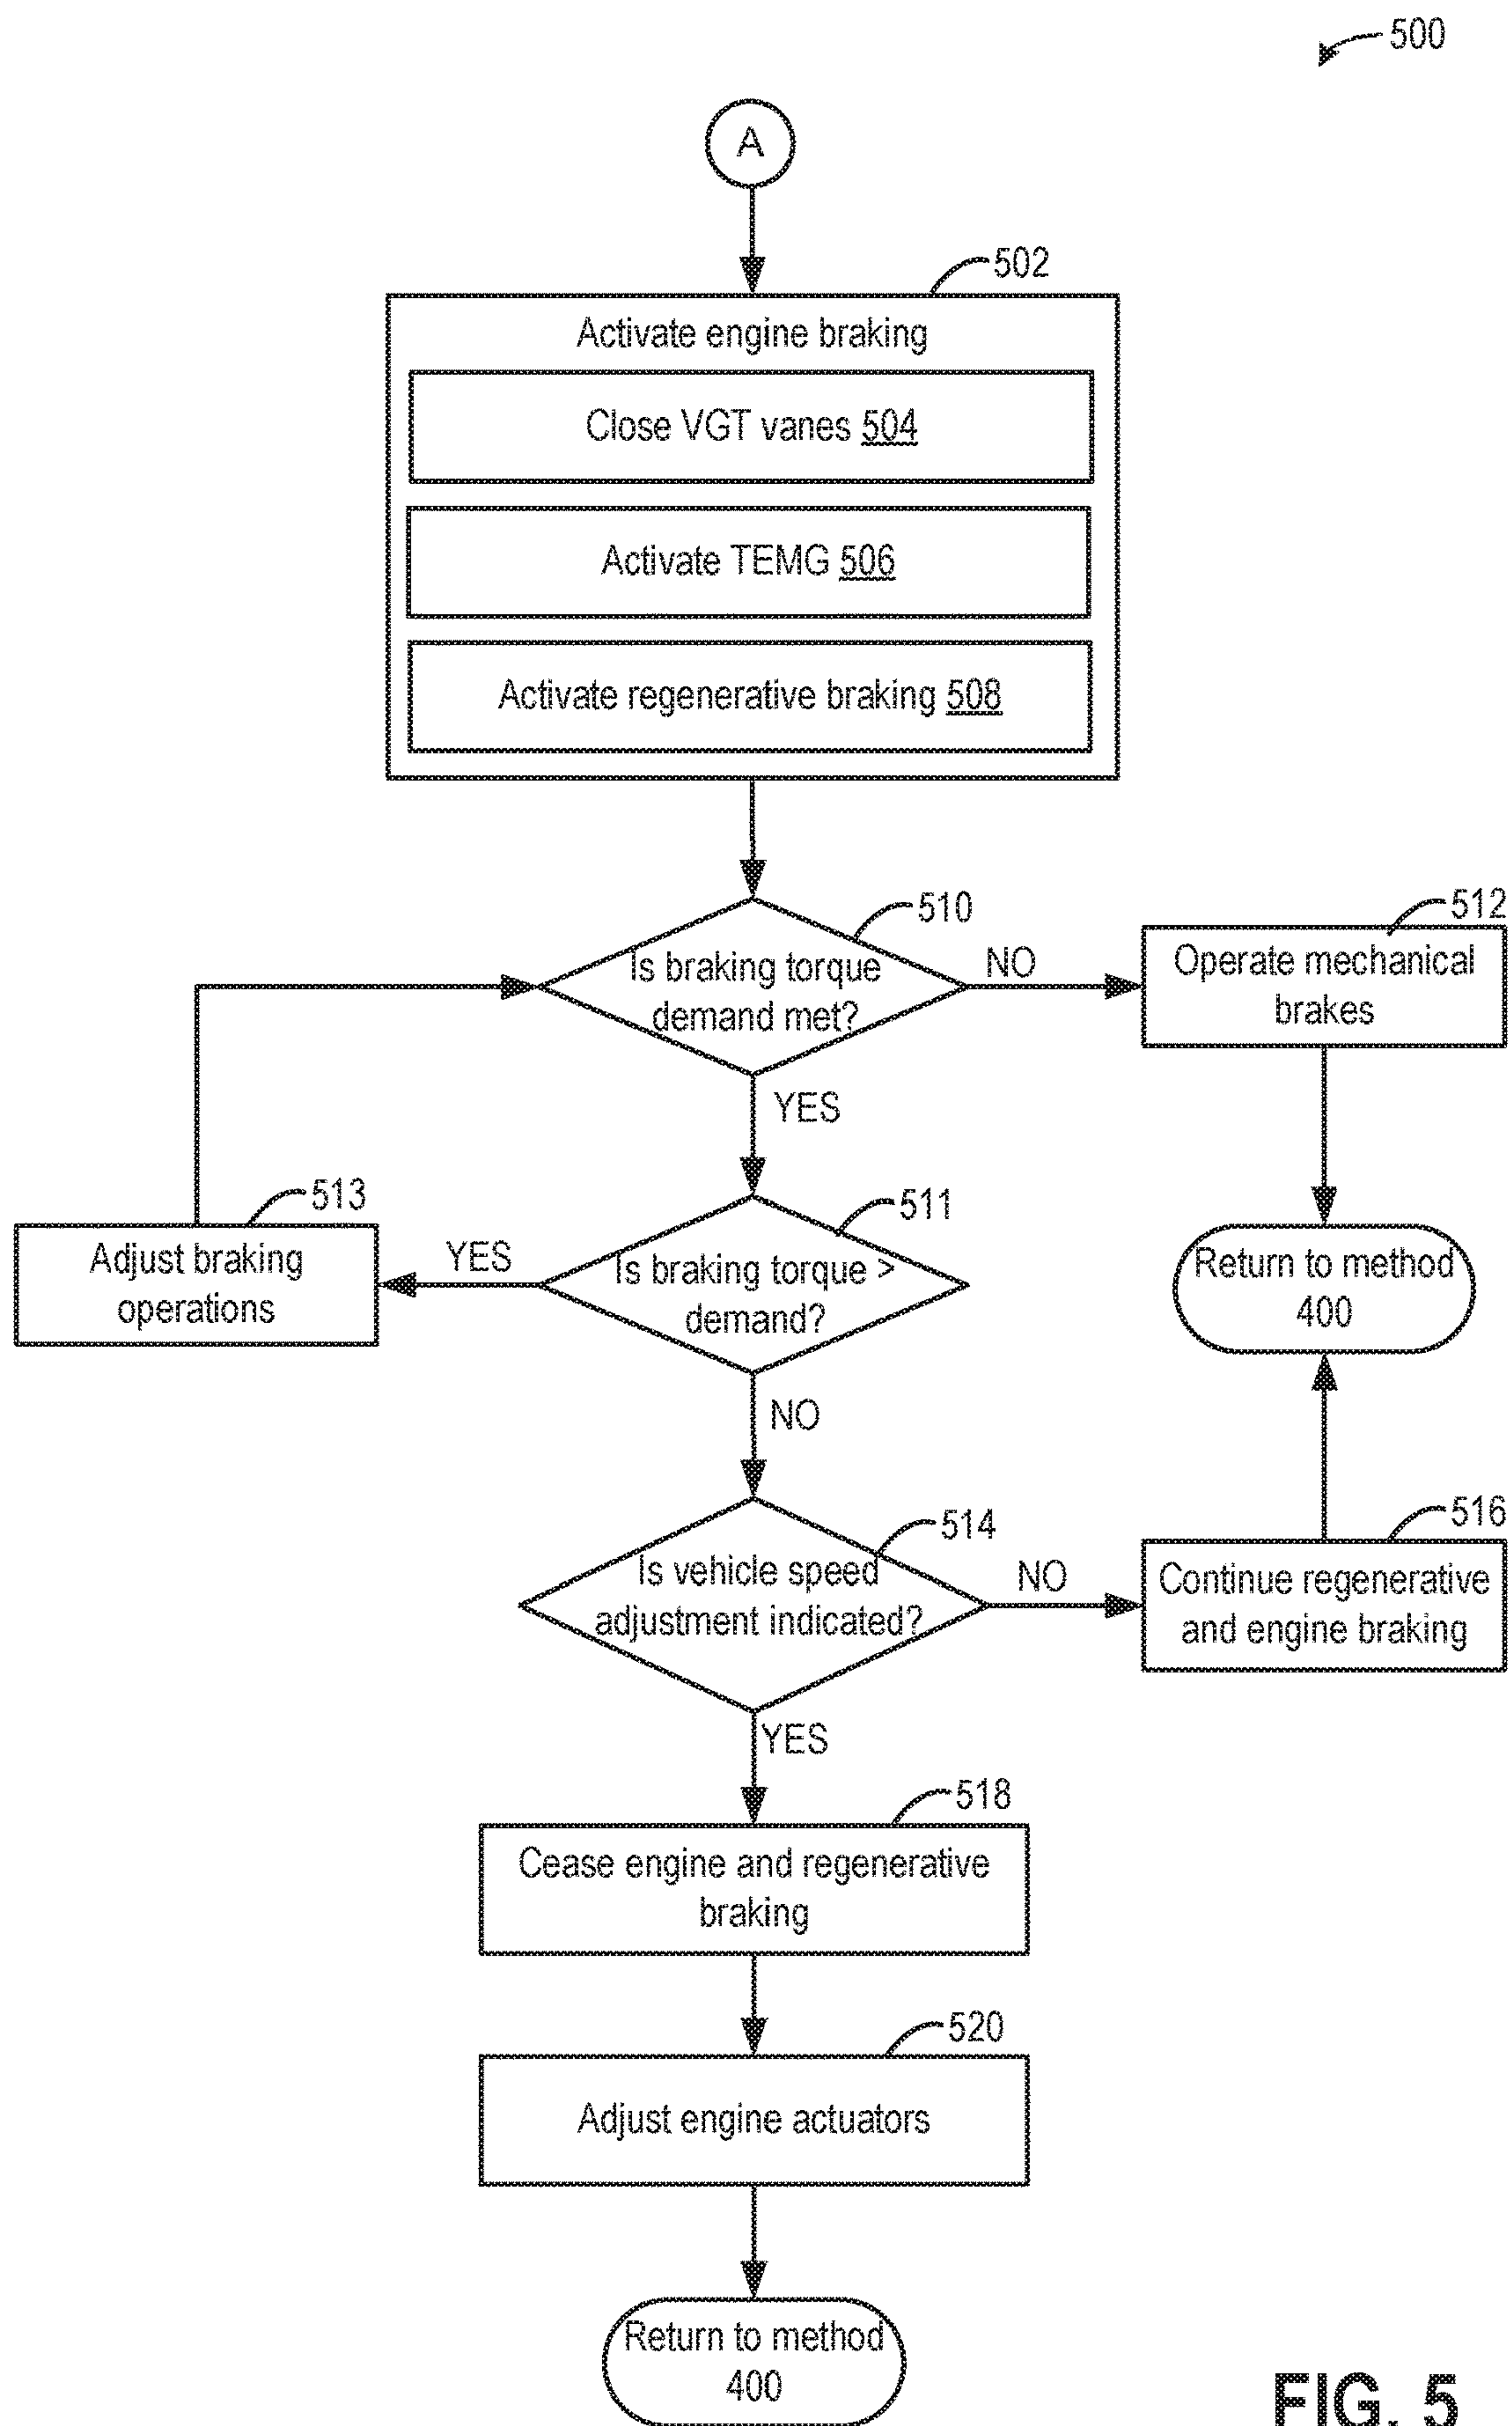 500
A
502
Activate engine braking
Close VGT vanes 504
Activate TEMG 506
Activate regenerative braking 508
510
Is braking torque
demand met?
NO
512
Operate mechanical
brakes
YES
513
Adjust braking
operations
YES
511
Is braking torque >
demand?
Return to method
400
NO
514
Is vehicle speed
adjustment indicated?
NO
516
Continue regenerative
and engine braking
YES
518
Cease engine and regenerative
braking
520
Adjust engine actuators
Return to method
400
FIG. 5